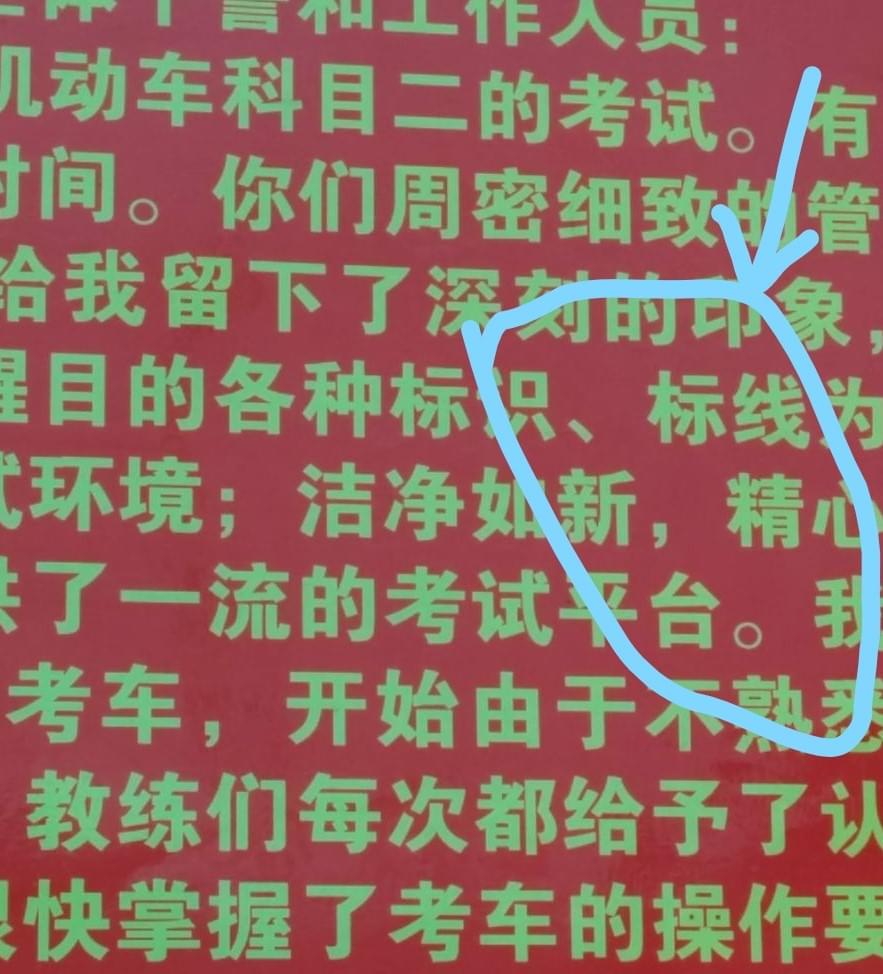 全体干警和工作人员：
机动车科目二的考试。有
时间。你们周密细致的管
给我留下了深刻的印象，
醒目的各种标识、标线为
试环境；洁净如新，精心
供了一流的考试平台。我
考车，开始由于不熟悉
教练们每次都给予了认
很快掌握了考车的操作要